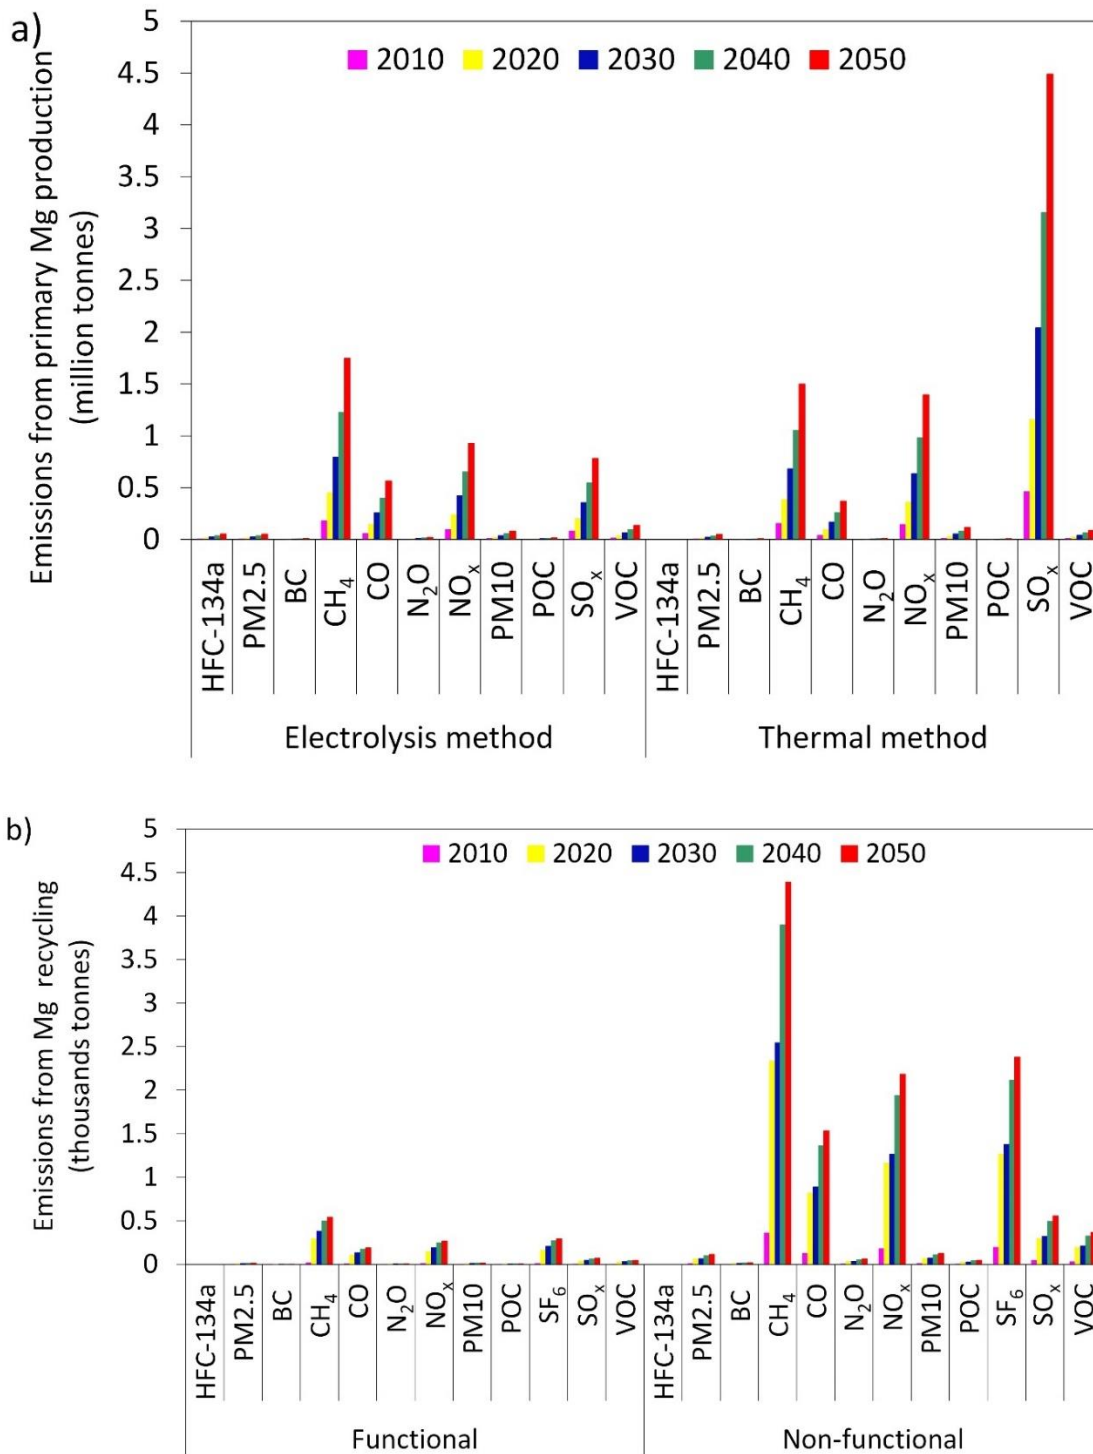 a)
Emissions from primary Mg production
(million tonnes)
5
4.5
4
3.5
3
2.5
2
1.5
1
0.5
0
2010 2020 2030 2040 2050
HFC-134a PM2.5 BC CH₄ CO N₂O NOₓ PM10 POC SOₓ VOC HFC-134a PM2.5 BC CH₄ CO N₂O NOₓ PM10 POC SOₓ VOC
Electrolysis method Thermal method
b)
Emissions from Mg recycling
(thousands tonnes)
5
4.5
4
3.5
3
2.5
2
1.5
1
0.5
0
2010 2020 2030 2040 2050
HFC-134a PM2.5 BC CH₄ CO N₂O NOₓ PM10 POC SF₆ SOₓ VOC HFC-134a PM2.5 BC CH₄ CO N₂O NOₓ PM10 POC SF₆ SOₓ VOC
Functional Non-functional